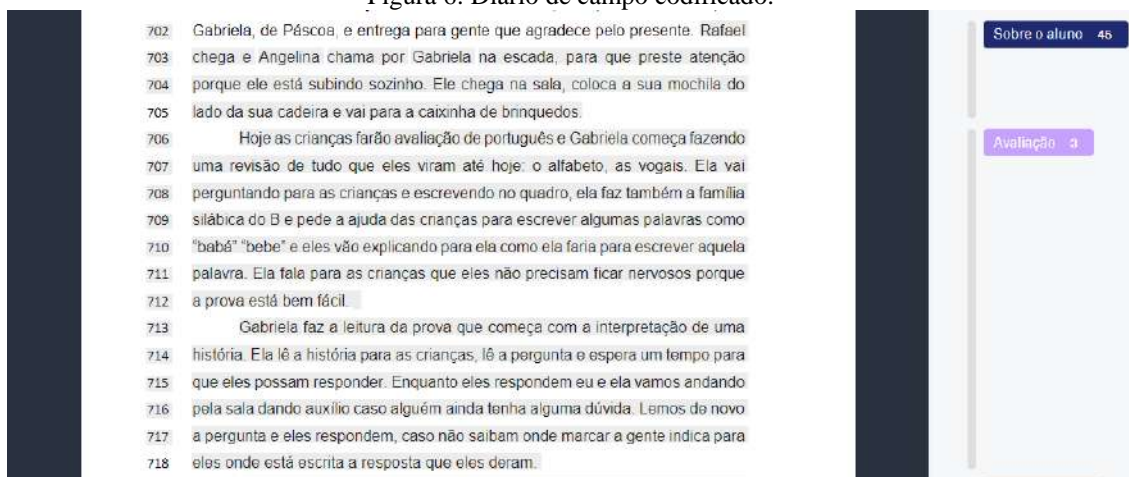 Figura 6: Diário de campo codificado.
702 Gabriela, de Páscoa, e entrega para gente que agradece pelo presente. Rafael
703 chega e Angelina chama por Gabriela na escada, para que preste atenção
704 porque ele está subindo sozinho. Ele chega na sala, coloca a sua mochila do
705 lado da sua cadeira e vai para a caixinha de brinquedos.
706 Hoje as crianças farão avaliação de português e Gabriela começa fazendo
707 uma revisão de tudo que eles viram até hoje: o alfabeto, as vogais. Ela vai
708 perguntando para as crianças e escrevendo no quadro, ela faz também a família
709 silábica do B e pede a ajuda das crianças para escrever algumas palavras como
710 "babá" "bebe" e eles vão explicando para ela como ela faria para escrever aquela
711 palavra. Ela fala para as crianças que eles não precisam ficar nervosos porque
712 a prova está bem fácil.
713 Gabriela faz a leitura da prova que começa com a interpretação de uma
714 história. Ela lê a história para as crianças, lê a pergunta e espera um tempo para
715 que eles possam responder. Enquanto eles respondem eu e ela vamos andando
716 pela sala dando auxílio caso alguém ainda tenha alguma dúvida. Lemos de novo
717 a pergunta e eles respondem, caso não saibam onde marcar a gente indica para
718 eles onde está escrita a resposta que eles deram.
Sobre o aluno 45
Avaliação 3